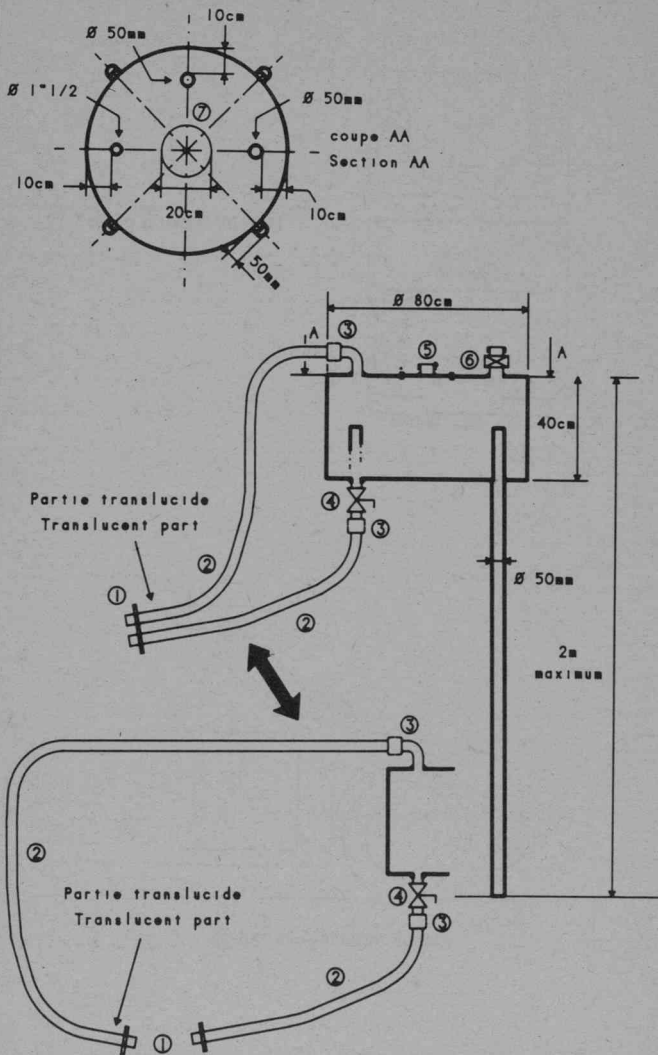 10cm
Ø 50mm
Ø 1"1/2
Ø 50mm
⑦
coupe AA
Section AA
10cm
20cm
10cm
50mm
Ø 80cm
A
③
⑤
⑥
A
40cm
Partie translucide
Translucent part
④
③
②
①
Ø 50mm
②
2m
maximum
③
②
Partie translucide
Translucent part
④
③
②
①